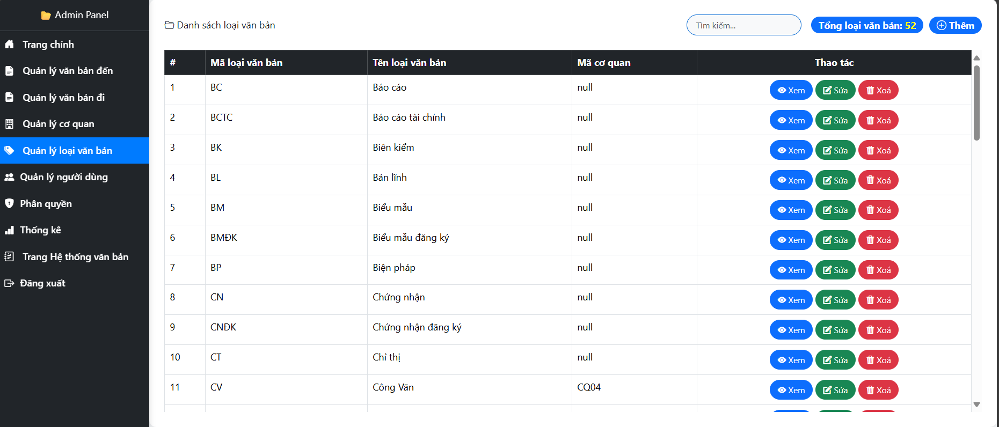 Admin Panel
Trang chính
Quản lý văn bản đến
Quản lý văn bản đi
Quản lý cơ quan
Quản lý loại văn bản
Quản lý người dùng
Phân quyền
Thống kê
Trang Hệ thống văn bản
Đăng xuất
Danh sách loại văn bản
Tìm kiếm...
Tổng loại văn bản: 52
Thêm
# Mã loại văn bản Tên loại văn bản Mã cơ quan Thao tác
1 BC Báo cáo null Xem Sửa Xoá
2 BCTC Báo cáo tài chính null Xem Sửa Xoá
3 BK Biên kiểm null Xem Sửa Xoá
4 BL Bản lĩnh null Xem Sửa Xoá
5 BM Biểu mẫu null Xem Sửa Xoá
6 BMĐK Biểu mẫu đăng ký null Xem Sửa Xoá
7 BP Biện pháp null Xem Sửa Xoá
8 CN Chứng nhận null Xem Sửa Xoá
9 CNĐK Chứng nhận đăng ký null Xem Sửa Xoá
10 CT Chỉ thị null Xem Sửa Xoá
11 CV Công Văn CQ04 Xem Sửa Xoá